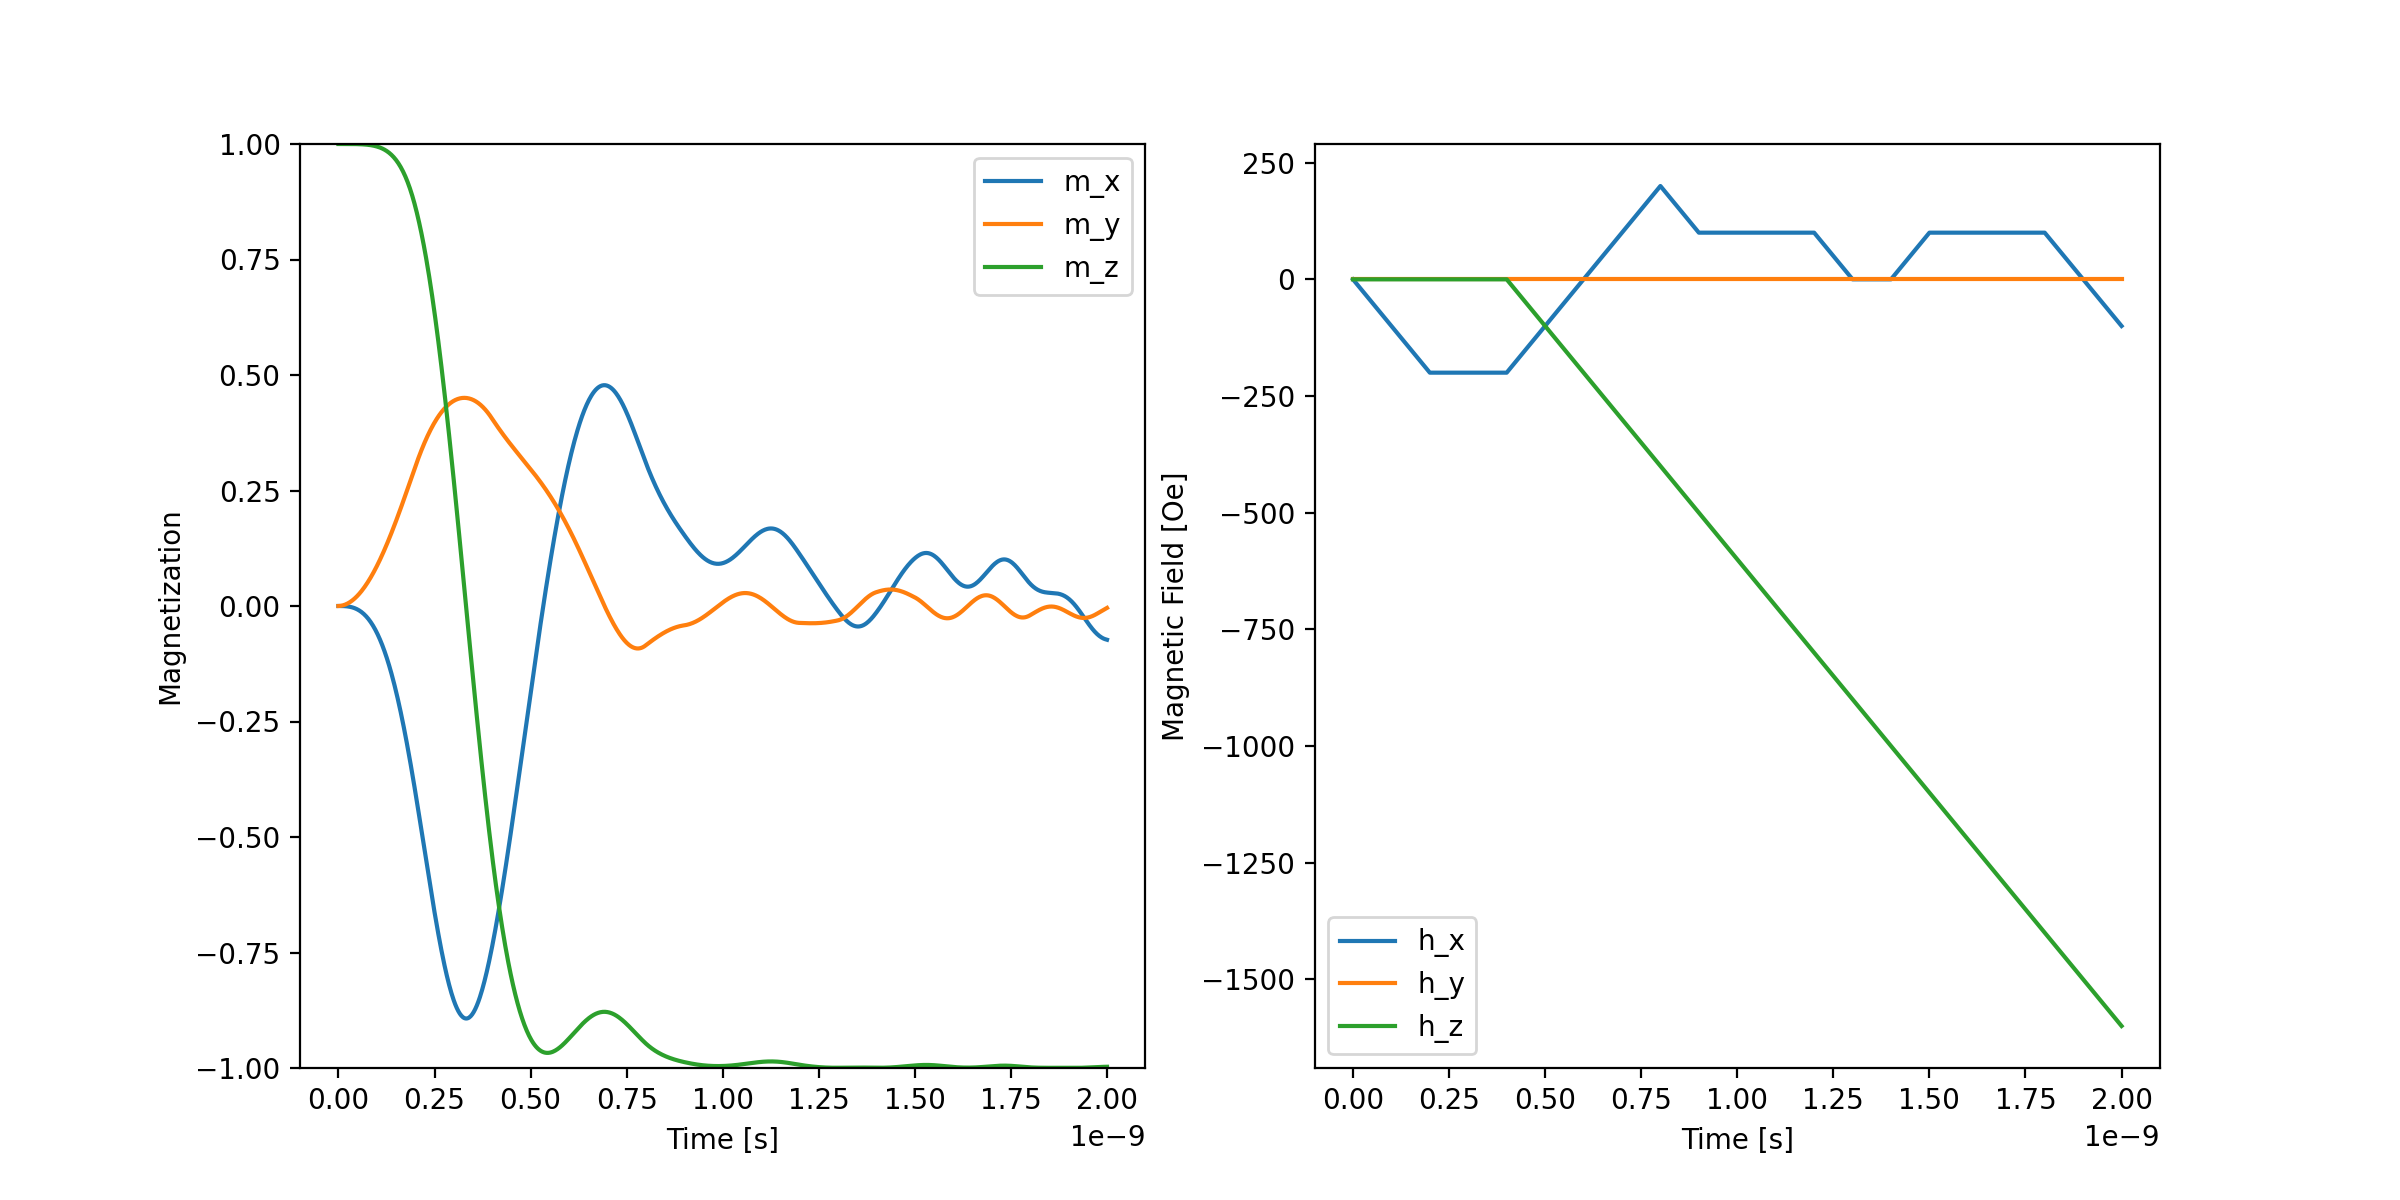 1.00
0.75
0.50
0.25
0.00
−0.25
−0.50
−0.75
−1.00
Magnetization
m_x
m_y
m_z
0.00 0.25 0.50 0.75 1.00 1.25 1.50 1.75 2.00
Time [s]
1e−9
250
0
−250
−500
−750
−1000
−1250
−1500
Magnetic Field [Oe]
h_x
h_y
h_z
0.00 0.25 0.50 0.75 1.00 1.25 1.50 1.75 2.00
Time [s]
1e−9